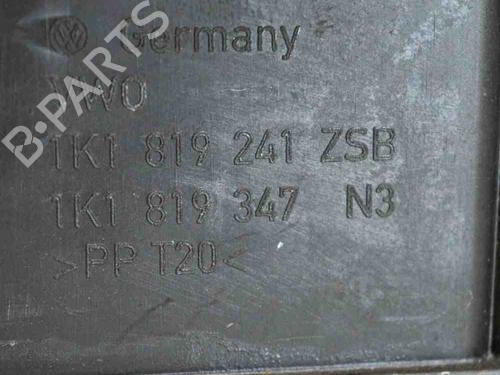 Germany
VWO
1K1 819 241 ZSB
1K1 819 347 N3
>PP T20<
B-PARTS